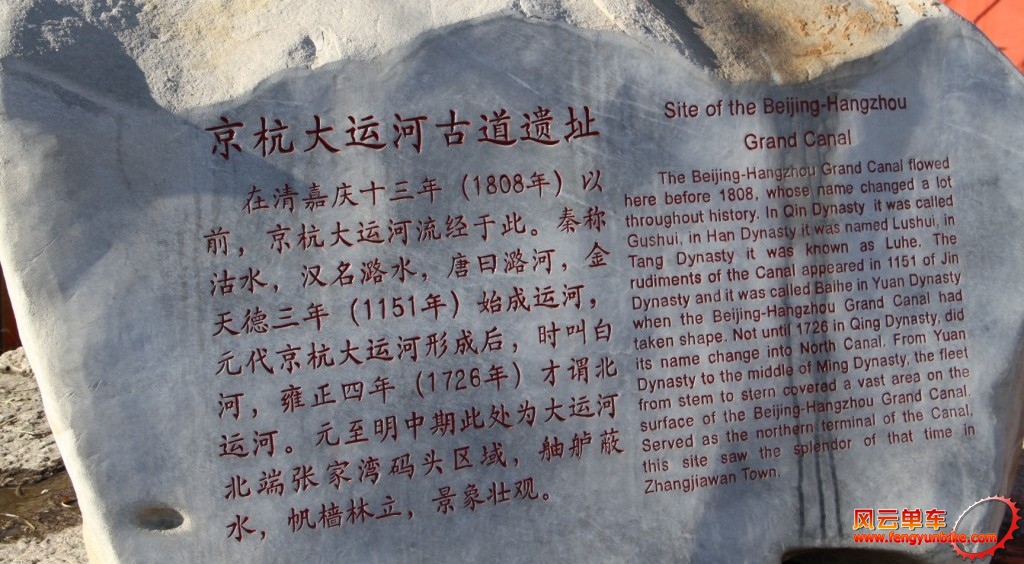 京杭大运河古道遗址
在清嘉庆十三年（1808年）以
前，京杭大运河流经于此。秦称
沽水，汉名潞水，唐曰潞河，金
天德三年（1151年）始成运河，
元代京杭大运河形成后，时叫白
河，雍正四年（1726年）才谓北
运河。元至明中期此处为大运河
北端张家湾码头区域，舳舻蔽
水，帆樯林立，景象壮观。
Site of the Beijing-Hangzhou
Grand Canal
The Beijing-Hangzhou Grand Canal flowed
here before 1808, whose name changed a lot
throughout history. In Qin Dynasty it was called
Gushui, in Han Dynasty it was named Lushui, in
Tang Dynasty it was known as Luhe. The
rudiments of the Canal appeared in 1151 of Jin
Dynasty and it was called Baihe in Yuan Dynasty
when the Beijing-Hangzhou Grand Canal had
taken shape. Not until 1726 in Qing Dynasty, did
its name change into North Canal. From Yuan
Dynasty to the middle of Ming Dynasty, the fleet
from stem to stern covered a vast area on the
surface of the Beijing-Hangzhou Grand Canal.
Served as the northern terminal of the Canal,
this site saw the splendor of that time in
Zhangjiawan Town.
风云单车
www.fengyunbike.com